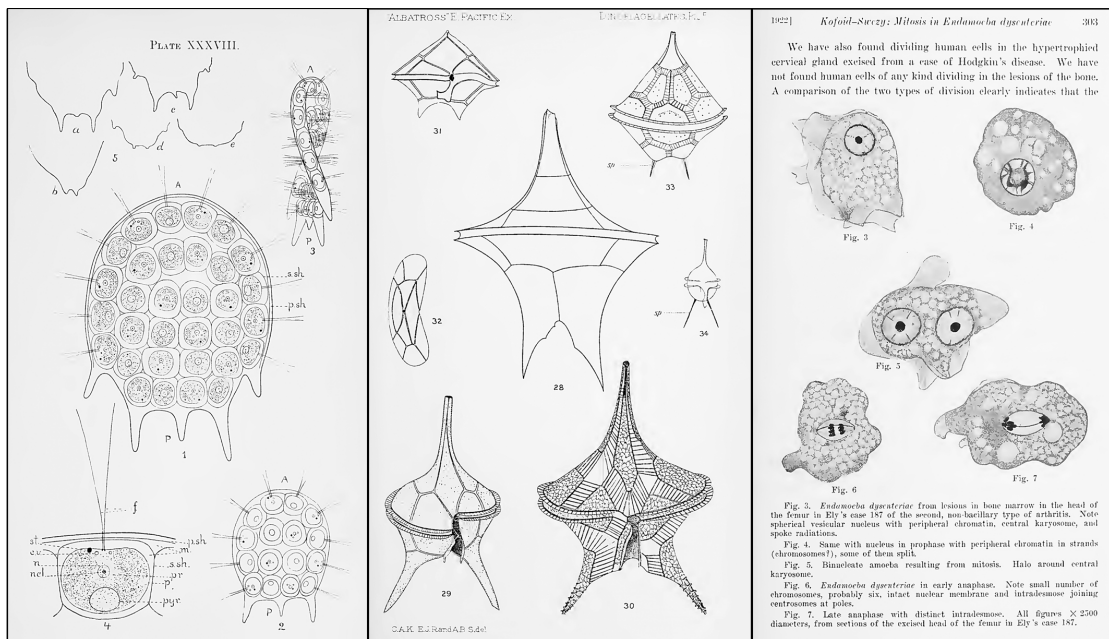 PLATE XXXVIII.
a
c
b
5
d
e
A
P
3
A
s.sh.
p.sh.
P
1
f
st.
p.sh.
c.v.
m.
n.
s.sh.
ncl.
vr
p.
pyr.
4
A
P
2
"ALBATROSS" E. PACIFIC EX.
DINOFLAGELLATES. PL. 5
31
33
sp.
28
32
34
sp.
29
30
C.A.K. E.J. R and A.B.S. del.
1922] Kofoid-Swezy: Mitosis in Endamoeba dysenteriae 303
We have also found dividing human cells in the hypertrophied
cervical gland excised from a case of Hodgkin's disease. We have
not found human cells of any kind dividing in the lesions of the bone.
A comparison of the two types of division clearly indicates that the
Fig. 3
Fig. 4
Fig. 5
Fig. 6
Fig. 7
Fig. 3. Endamoeba dysenteriae from lesions in bone marrow in the head of
the femur in Ely's case 187 of the second, non-bacillary type of arthritis. Note
spherical vesicular nucleus with peripheral chromatin, central karyosome, and
spoke radiations.
Fig. 4. Same with nucleus in prophase with peripheral chromatin in strands
(chromosomes?), some of them split.
Fig. 5. Binucleate amoeba resulting from mitosis. Halo around central
karyosome.
Fig. 6. Endamoeba dysenteriae in early anaphase. Note small number of
chromosomes, probably six, intact nuclear membrane and intradesmose joining
centrosomes at poles.
Fig. 7. Late anaphase with distinct intradesmose. All figures × 2500
diameters, from sections of the excised head of the femur in Ely's case 187.